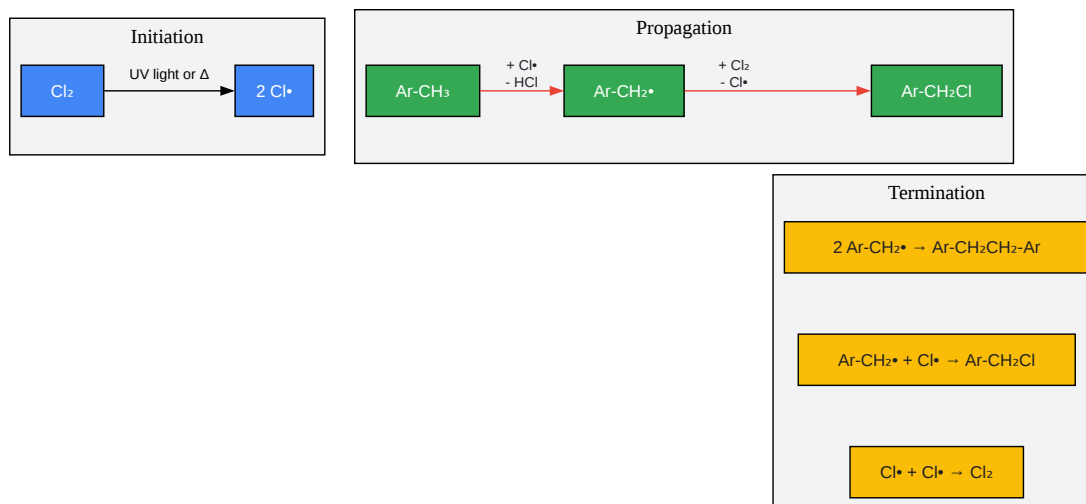 Initiation
Cl₂
UV light or Δ
2 Cl•
Propagation
Ar-CH₃
+ Cl•
- HCl
Ar-CH₂•
+ Cl₂
- Cl•
Ar-CH₂Cl
Termination
2 Ar-CH₂• → Ar-CH₂CH₂-Ar
Ar-CH₂• + Cl• → Ar-CH₂Cl
Cl• + Cl• → Cl₂